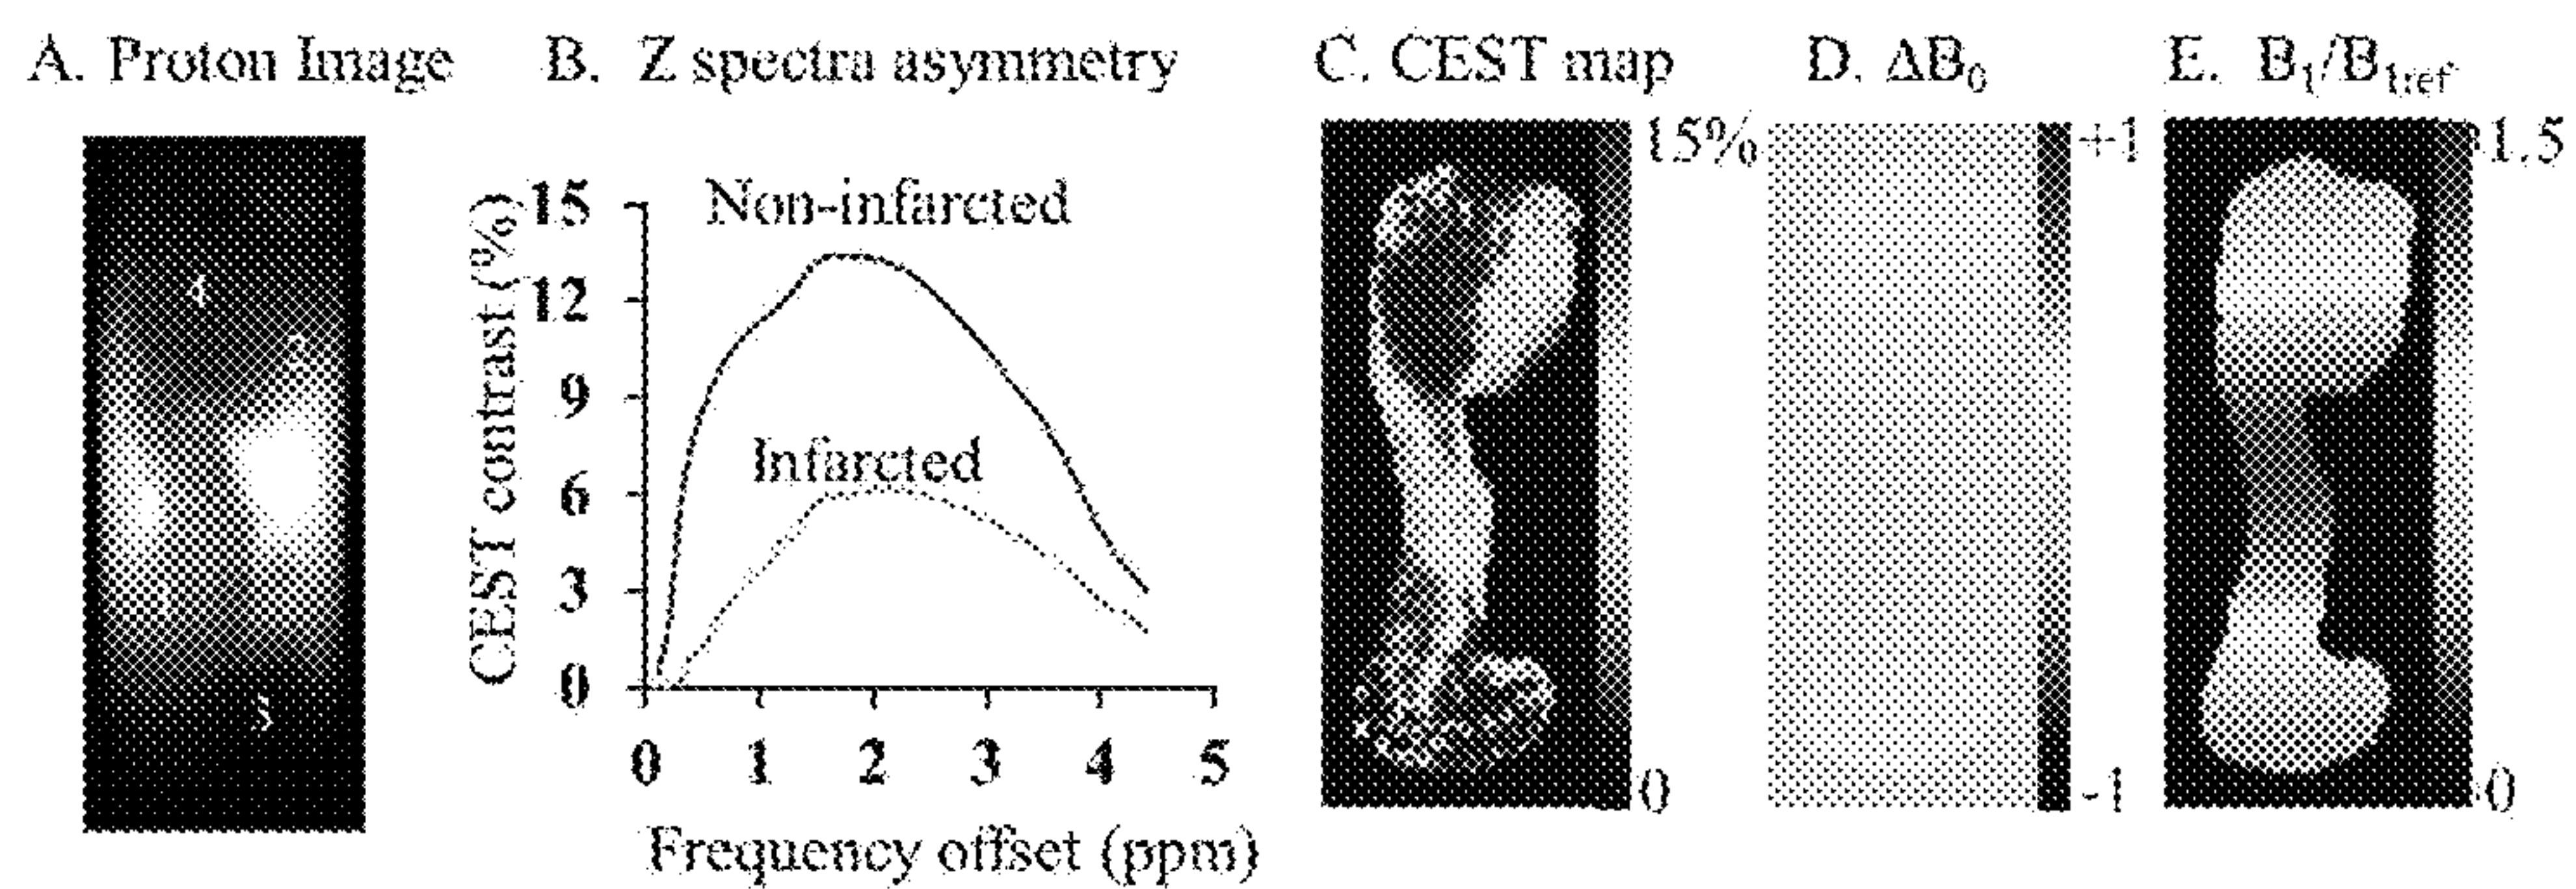 A. Proton Image
4
2
1
3
B. Z spectra asymmetry
CEST contrast (%)
15
12
9
6
3
0
Non-infarcted
Infarcted
0 1 2 3 4 5
Frequency offset (ppm)
C. CEST map
15%
0
D. ΔB₀
+1
-1
E. B₁/B₁ref
1.5
0